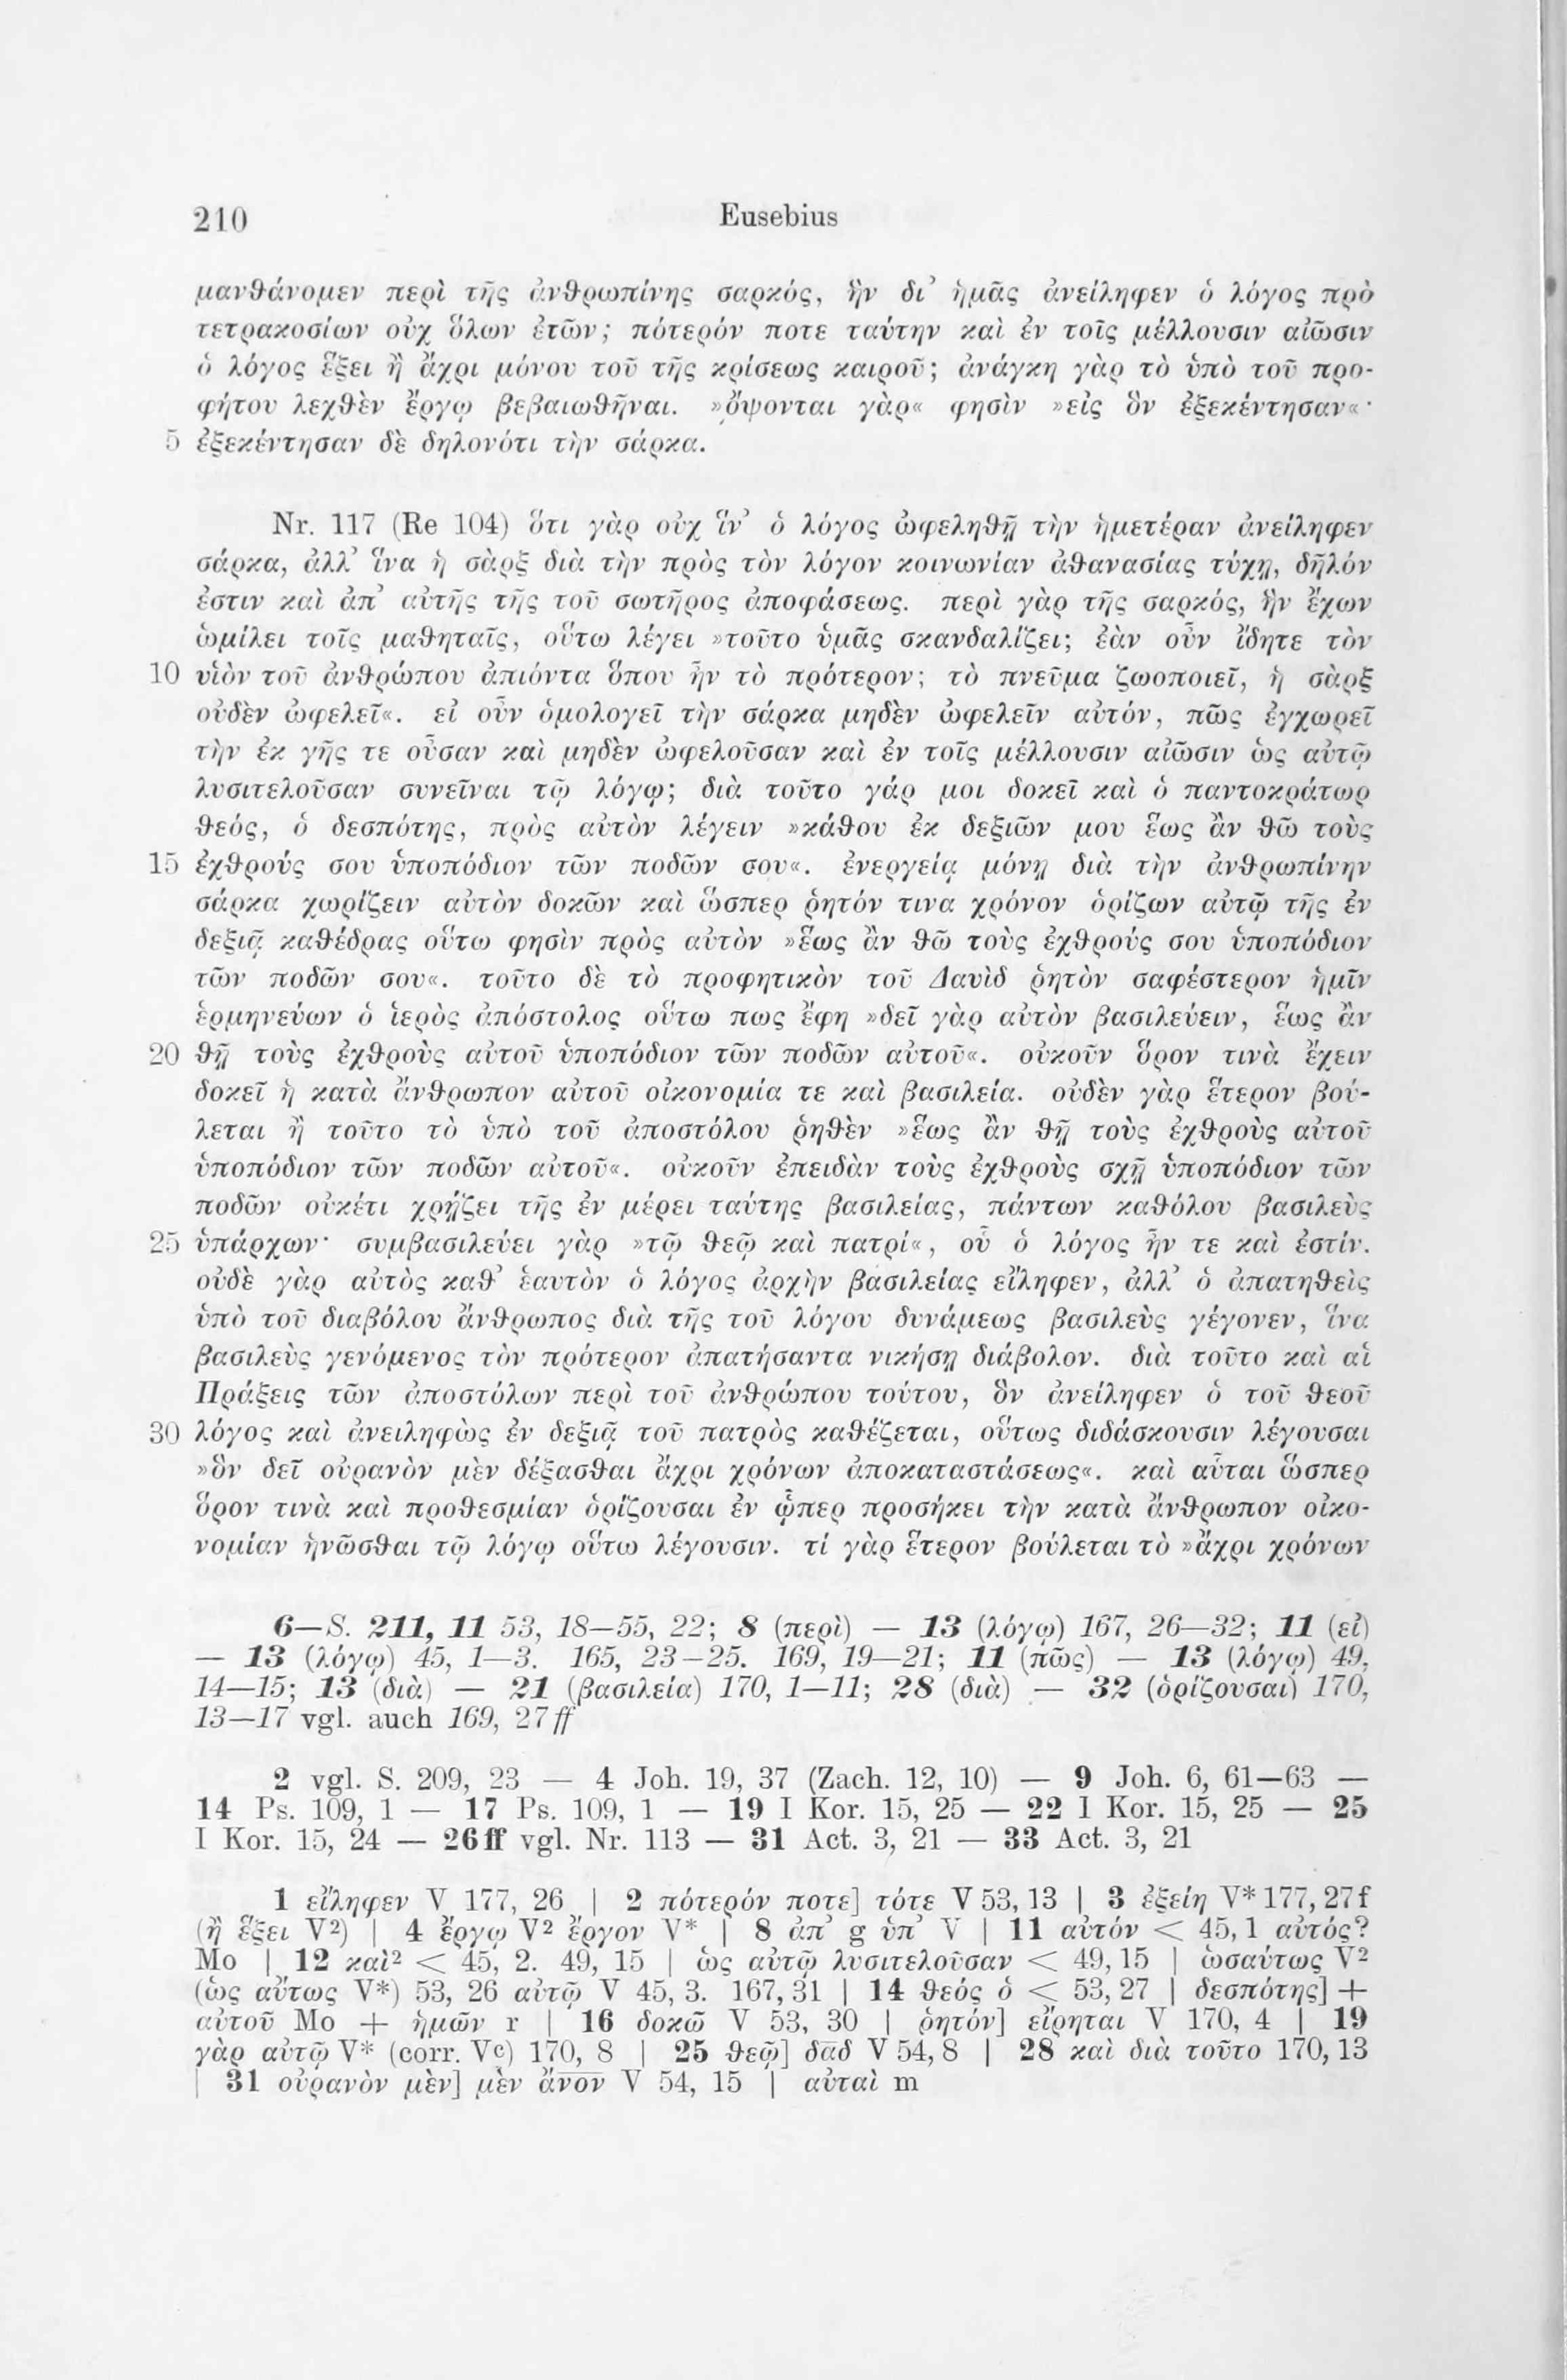 210 Eusebius
μανθάνομεν περὶ τῆς ἀνθρωπίνης σαρκός, ἣν δι’ ἡμᾶς ἀνείληφεν ὁ λόγος πρὸ
τετρακοσίων οὐχ ὅλων ἐτῶν; πότερόν ποτε ταύτην καὶ ἐν τοῖς μέλλουσιν αἰῶσιν
ὁ λόγος ἕξει ἢ ἄχρι μόνου τοῦ τῆς κρίσεως καιροῦ; ἀνάγκη γὰρ τὸ ὑπὸ τοῦ προ-
φήτου λεχθὲν ἔργῳ βεβαιωθῆναι. »ὄψονται γὰρ« φησὶν »εἰς ὃν ἐξεκέντησαν«·
5 ἐξεκέντησαν δὲ δηλονότι τὴν σάρκα.
Nr. 117 (Re 104) ὅτι γὰρ οὐχ ἵν’ ὁ λόγος ὠφεληθῇ τὴν ἡμετέραν ἀνείληφεν
σάρκα, ἀλλ’ ἵνα ἡ σὰρξ διὰ τὴν πρὸς τὸν λόγον κοινωνίαν ἀθανασίας τύχῃ, δῆλόν
ἐστιν καὶ ἀπ’ αὐτῆς τῆς τοῦ σωτῆρος ἀποφάσεως. περὶ γὰρ τῆς σαρκός, ἣν ἔχων
ὡμίλει τοῖς μαθηταῖς, οὕτω λέγει »τοῦτο ὑμᾶς σκανδαλίζει; ἐὰν οὖν ἴδητε τὸν
10 υἱὸν τοῦ ἀνθρώπου ἀπιόντα ὅπου ἦν τὸ πρότερον; τὸ πνεῦμα ζωοποιεῖ, ἡ σὰρξ
οὐδὲν ὠφελεῖ«. εἰ οὖν ὁμολογεῖ τὴν σάρκα μηδὲν ὠφελεῖν αὐτόν, πῶς ἐγχωρεῖ
τὴν ἐκ γῆς τε οὖσαν καὶ μηδὲν ὠφελοῦσαν καὶ ἐν τοῖς μέλλουσιν αἰῶσιν ὡς αὐτῷ
λυσιτελοῦσαν συνεῖναι τῷ λόγῳ; διὰ τοῦτο γάρ μοι δοκεῖ καὶ ὁ παντοκράτωρ
θεός, ὁ δεσπότης, πρὸς αὐτὸν λέγειν »κάθου ἐκ δεξιῶν μου ἕως ἂν θῶ τοὺς
15 ἐχθρούς σου ὑποπόδιον τῶν ποδῶν σου«. ἐνεργείᾳ μόνῃ διὰ τὴν ἀνθρωπίνην
σάρκα χωρίζειν αὐτὸν δοκῶν καὶ ὥσπερ ῥητόν τινα χρόνον ὁρίζων αὐτῷ τῆς ἐν
δεξιᾷ καθέδρας οὕτω φησὶν πρὸς αὐτὸν »ἕως ἂν θῶ τοὺς ἐχθρούς σου ὑποπόδιον
τῶν ποδῶν σου«. τοῦτο δὲ τὸ προφητικὸν τοῦ Δαυὶδ ῥητὸν σαφέστερον ἡμῖν
ἑρμηνεύων ὁ ἱερὸς ἀπόστολος οὕτω πως ἔφη »δεῖ γὰρ αὐτὸν βασιλεύειν, ἕως ἂν
20 θῇ τοὺς ἐχθροὺς αὐτοῦ ὑποπόδιον τῶν ποδῶν αὐτοῦ«. οὐκοῦν ὅρον τινὰ ἔχειν
δοκεῖ ἡ κατὰ ἄνθρωπον αὐτοῦ οἰκονομία τε καὶ βασιλεία. οὐδὲν γὰρ ἕτερον βού-
λεται ἢ τοῦτο τὸ ὑπὸ τοῦ ἀποστόλου ῥηθὲν »ἕως ἂν θῇ τοὺς ἐχθροὺς αὐτοῦ
ὑποπόδιον τῶν ποδῶν αὐτοῦ«. οὐκοῦν ἐπειδὰν τοὺς ἐχθροὺς σχῇ ὑποπόδιον τῶν
ποδῶν οὐκέτι χρῄζει τῆς ἐν μέρει ταύτης βασιλείας, πάντων καθόλου βασιλεὺς
25 ὑπάρχων· συμβασιλεύει γὰρ »τῷ θεῷ καὶ πατρί«, οὗ ὁ λόγος ἦν τε καὶ ἐστίν.
οὐδὲ γὰρ αὐτὸς καθ’ ἑαυτὸν ὁ λόγος ἀρχὴν βασιλείας εἴληφεν, ἀλλ’ ὁ ἀπατηθεὶς
ὑπὸ τοῦ διαβόλου ἄνθρωπος διὰ τῆς τοῦ λόγου δυνάμεως βασιλεὺς γέγονεν, ἵνα
βασιλεὺς γενόμενος τὸν πρότερον ἀπατήσαντα νικήσῃ διάβολον. διὰ τοῦτο καὶ αἱ
Πράξεις τῶν ἀποστόλων περὶ τοῦ ἀνθρώπου τούτου, ὃν ἀνείληφεν ὁ τοῦ θεοῦ
30 λόγος καὶ ἀνειληφὼς ἐν δεξιᾷ τοῦ πατρὸς καθέζεται, οὕτως διδάσκουσιν λέγουσαι
»ὃν δεῖ οὐρανὸν μὲν δέξασθαι ἄχρι χρόνων ἀποκαταστάσεως«. καὶ αὗται ὥσπερ
ὅρον τινὰ καὶ προθεσμίαν ὁρίζουσαι ἐν ᾧπερ προσήκει τὴν κατὰ ἄνθρωπον οἰκο-
νομίαν ἡνῶσθαι τῷ λόγῳ οὕτω λέγουσιν. τί γὰρ ἕτερον βούλεται τὸ »ἄχρι χρόνων
6—S. 211, 11 53, 18—55, 22; 8 (περὶ) — 13 (λόγῳ) 167, 26—32; 11 (εἰ)
— 13 (λόγῳ) 45, 1—3. 165, 23—25. 169, 19—21; 11 (πῶς) — 13 (λόγῳ) 49,
14—15; 13 (διὰ) — 21 (βασιλεία) 170, 1—11; 28 (διὰ) — 32 (ὁρίζουσαι) 170,
13—17 vgl. auch 169, 27ff
2 vgl. S. 209, 23 — 4 Joh. 19, 37 (Zach. 12, 10) — 9 Joh. 6, 61—63 —
14 Ps. 109, 1 — 17 Ps. 109, 1 — 19 I Kor. 15, 25 — 22 I Kor. 15, 25 — 25
I Kor. 15, 24 — 26ff vgl. Nr. 113 — 31 Act. 3, 21 — 33 Act. 3, 21
1 εἴληφεν V 177, 26 | 2 πότερόν ποτε] τότε V 53, 13 | 3 ἐξείη V* 177, 27f
(ἢ ἕξει V²) | 4 ἔργῳ V² ἔργον V* | 8 ἀπ’ g ὑπ’ V | 11 αὐτόν < 45, 1 αὐτός?
Mo | 12 καὶ² < 45, 2. 49, 15 | ὡς αὐτῷ λυσιτελοῦσαν < 49, 15 | ὡσαύτως V²
(ὡς αὔτως V*) 53, 26 αὐτῷ V 45, 3. 167, 31 | 14 θεός ὁ < 53, 27 | δεσπότης] +
αὐτοῦ Mo + ἡμῶν r | 16 δοκῶ V 53, 30 | ῥητόν] εἴρηται V 170, 4 | 19
γὰρ αὐτῷ V* (corr. Vᶜ) 170, 8 | 25 θεῷ] δα̅δ V 54, 8 | 28 καὶ διὰ τοῦτο 170, 13
| 31 οὐρανὸν μὲν] μὲν ἄν̅ο̅ν̅ V 54, 15 | αὐταὶ m